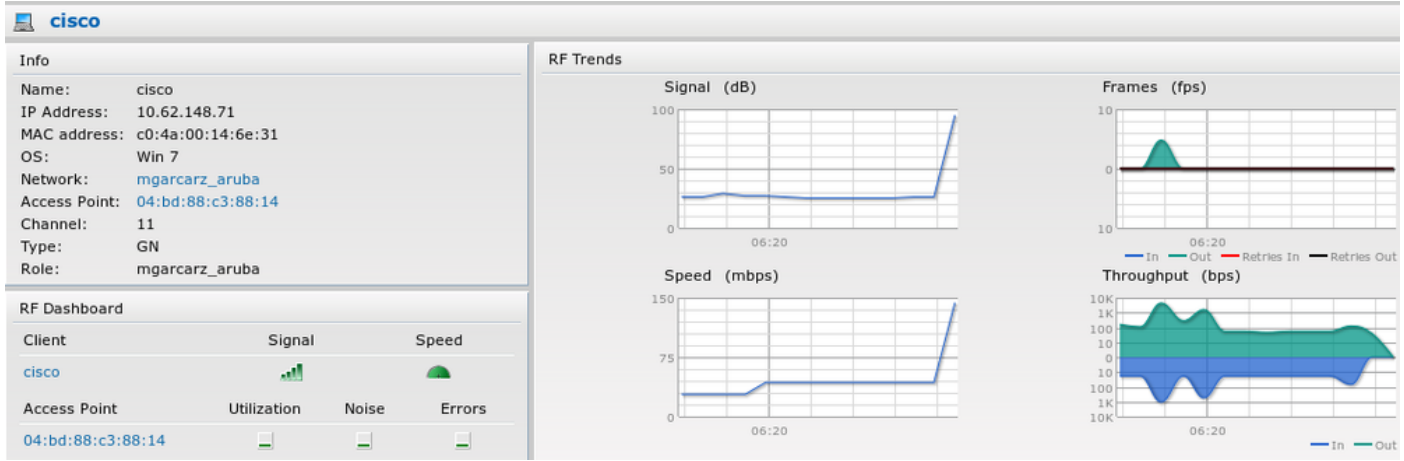 cisco
Info
Name: cisco
IP Address: 10.62.148.71
MAC address: c0:4a:00:14:6e:31
OS: Win 7
Network: mgarcarz_aruba
Access Point: 04:bd:88:c3:88:14
Channel: 11
Type: GN
Role: mgarcarz_aruba
RF Dashboard
Client Signal Speed
cisco
Access Point Utilization Noise Errors
04:bd:88:c3:88:14
RF Trends
Signal (dB)
100
50
0
06:20
Frames (fps)
10
0
10
06:20
In Out Retries In Retries Out
Speed (mbps)
150
75
0
06:20
Throughput (bps)
10K
1K
100
10
0
10
100
1K
10K
06:20
In Out